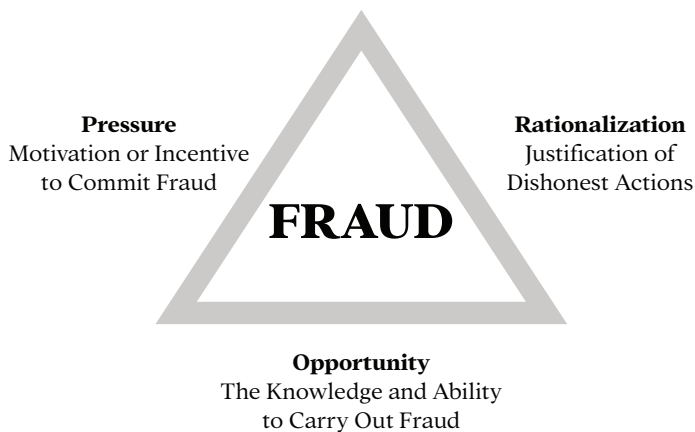 Pressure
Motivation or Incentive
to Commit Fraud
Rationalization
Justification of
Dishonest Actions
FRAUD
Opportunity
The Knowledge and Ability
to Carry Out Fraud